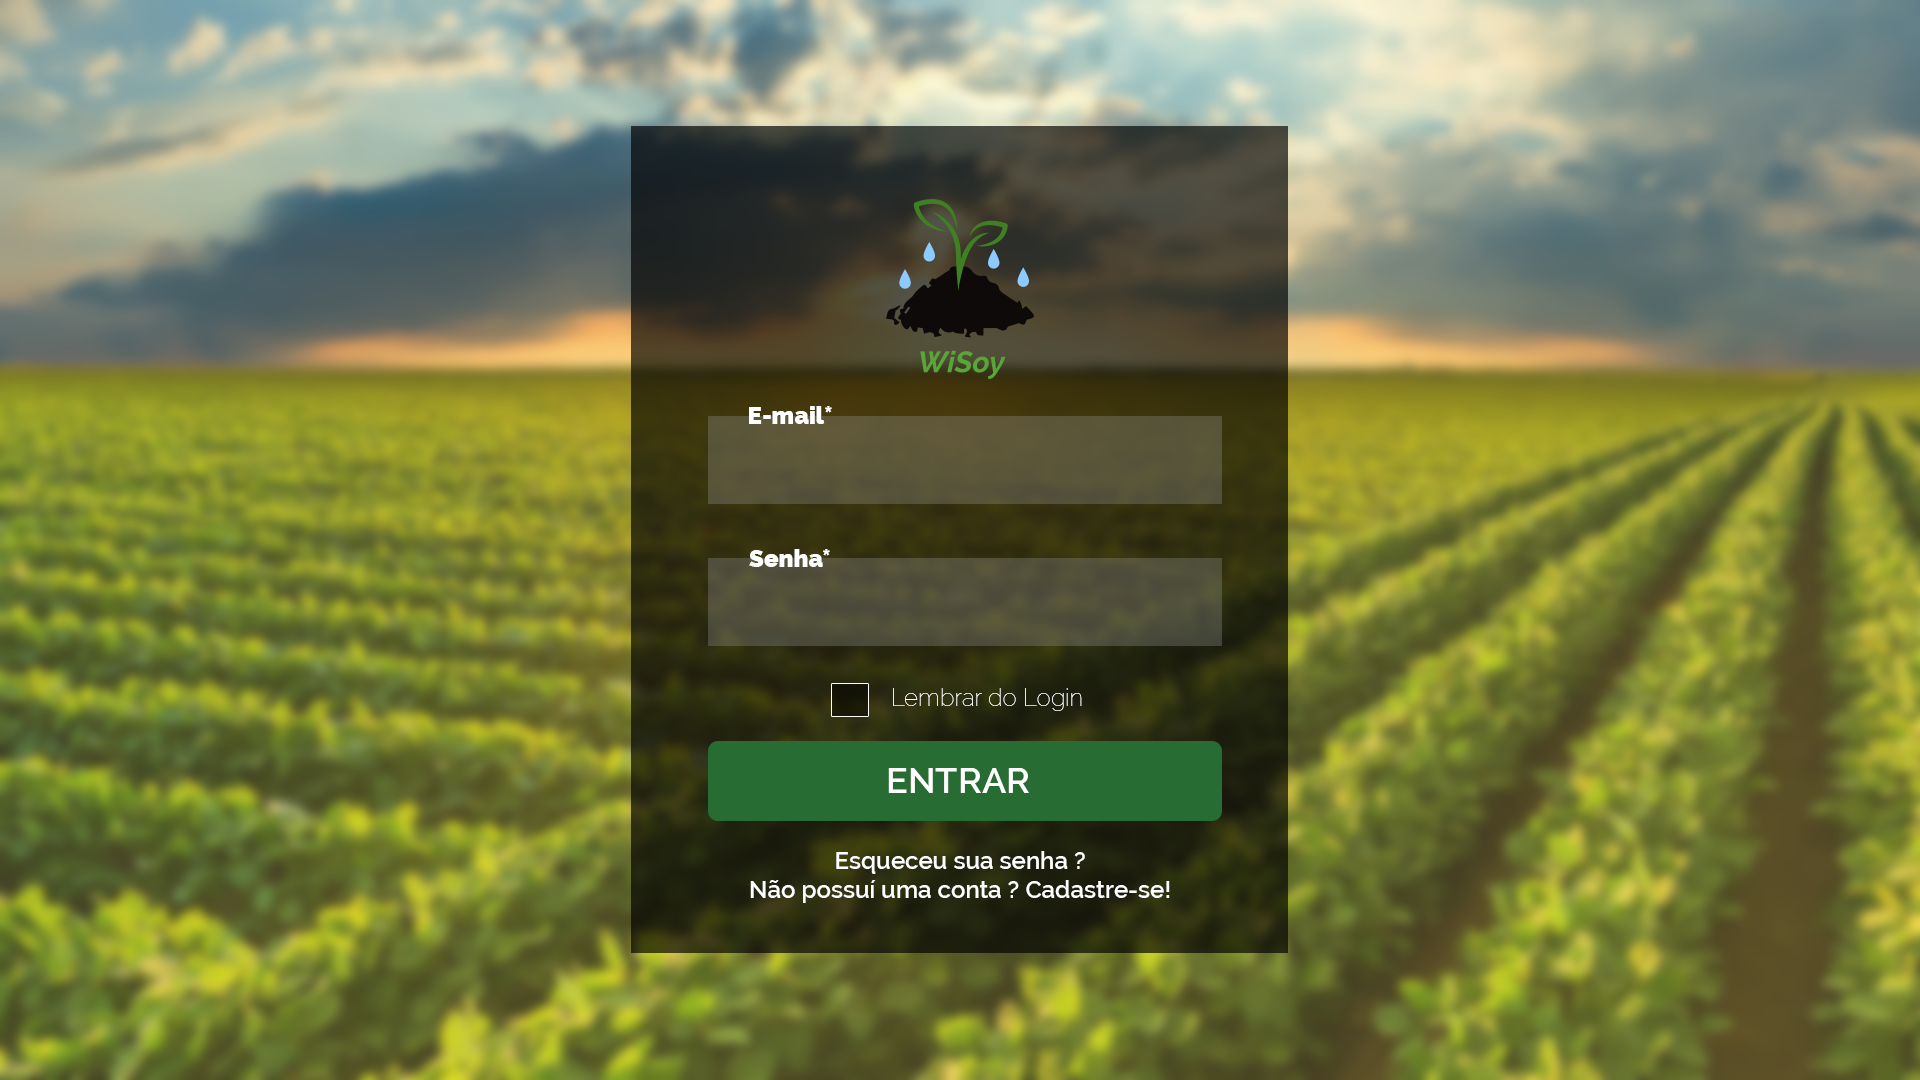 WiSoy
E-mail*
Senha*
Lembrar do Login
ENTRAR
Esqueceu sua senha ?
Não possuí uma conta ? Cadastre-se!